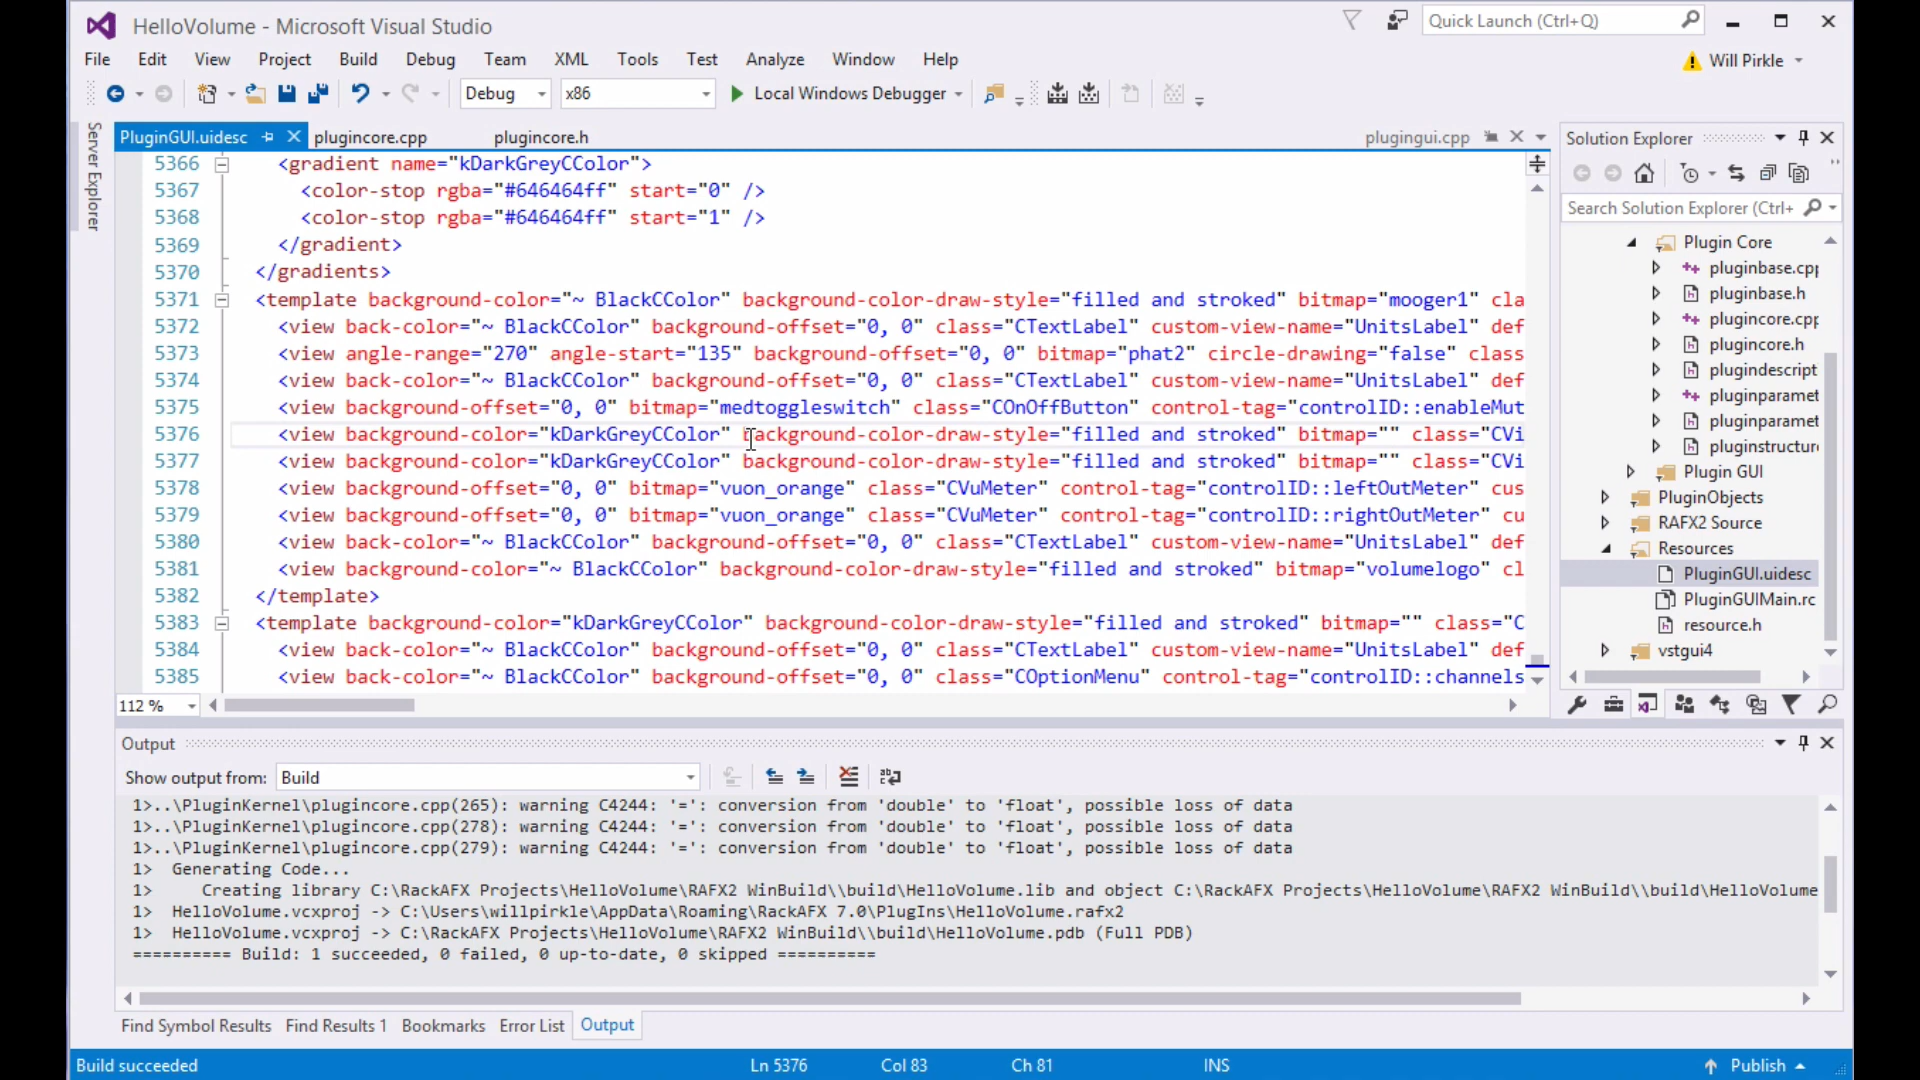 HelloVolume - Microsoft Visual Studio
Quick Launch (Ctrl+Q)
File Edit View Project Build Debug Team XML Tools Test Analyze Window Help
Will Pirkle
Debug x86 Local Windows Debugger
Server Explorer
PluginGUI.uidesc plugincore.cpp plugincore.h plugingui.cpp
5366 <gradient name="kDarkGreyCColor">
5367 <color-stop rgba="#646464ff" start="0" />
5368 <color-stop rgba="#646464ff" start="1" />
5369 </gradient>
5370 </gradients>
5371 <template background-color="~ BlackCColor" background-color-draw-style="filled and stroked" bitmap="mooger1" cla
5372 <view back-color="~ BlackCColor" background-offset="0, 0" class="CTextLabel" custom-view-name="UnitsLabel" def
5373 <view angle-range="270" angle-start="135" background-offset="0, 0" bitmap="phat2" circle-drawing="false" class
5374 <view back-color="~ BlackCColor" background-offset="0, 0" class="CTextLabel" custom-view-name="UnitsLabel" def
5375 <view background-offset="0, 0" bitmap="medtoggleswitch" class="COnOffButton" control-tag="controlID::enableMut
5376 <view background-color="kDarkGreyCColor" background-color-draw-style="filled and stroked" bitmap="" class="CVi
5377 <view background-color="kDarkGreyCColor" background-color-draw-style="filled and stroked" bitmap="" class="CVi
5378 <view background-offset="0, 0" bitmap="vuon_orange" class="CVuMeter" control-tag="controlID::leftOutMeter" cus
5379 <view background-offset="0, 0" bitmap="vuon_orange" class="CVuMeter" control-tag="controlID::rightOutMeter" cu
5380 <view back-color="~ BlackCColor" background-offset="0, 0" class="CTextLabel" custom-view-name="UnitsLabel" def
5381 <view background-color="~ BlackCColor" background-color-draw-style="filled and stroked" bitmap="volumelogo" cl
5382 </template>
5383 <template background-color="kDarkGreyCColor" background-color-draw-style="filled and stroked" bitmap="" class="C
5384 <view back-color="~ BlackCColor" background-offset="0, 0" class="CTextLabel" custom-view-name="UnitsLabel" def
5385 <view back-color="~ BlackCColor" background-offset="0, 0" class="COptionMenu" control-tag="controlID::channels
112 %
Solution Explorer
Search Solution Explorer (Ctrl+
Plugin Core
pluginbase.cpp
pluginbase.h
plugincore.cpp
plugincore.h
plugindescript
pluginparamet
pluginparamet
pluginstructure
Plugin GUI
PluginObjects
RAFX2 Source
Resources
PluginGUI.uidesc
PluginGUIMain.rc
resource.h
vstgui4
Output
Show output from: Build
1>..\PluginKernel\plugincore.cpp(265): warning C4244: '=': conversion from 'double' to 'float', possible loss of data
1>..\PluginKernel\plugincore.cpp(278): warning C4244: '=': conversion from 'double' to 'float', possible loss of data
1>..\PluginKernel\plugincore.cpp(279): warning C4244: '=': conversion from 'double' to 'float', possible loss of data
1> Generating Code...
1> Creating library C:\RackAFX Projects\HelloVolume\RAFX2 WinBuild\\build\HelloVolume.lib and object C:\RackAFX Projects\HelloVolume\RAFX2 WinBuild\\build\HelloVolume
1> HelloVolume.vcxproj -> C:\Users\willpirkle\AppData\Roaming\RackAFX 7.0\PlugIns\HelloVolume.rafx2
1> HelloVolume.vcxproj -> C:\RackAFX Projects\HelloVolume\RAFX2 WinBuild\\build\HelloVolume.pdb (Full PDB)
========== Build: 1 succeeded, 0 failed, 0 up-to-date, 0 skipped ==========
Find Symbol Results Find Results 1 Bookmarks Error List Output
Build succeeded Ln 5376 Col 83 Ch 81 INS Publish